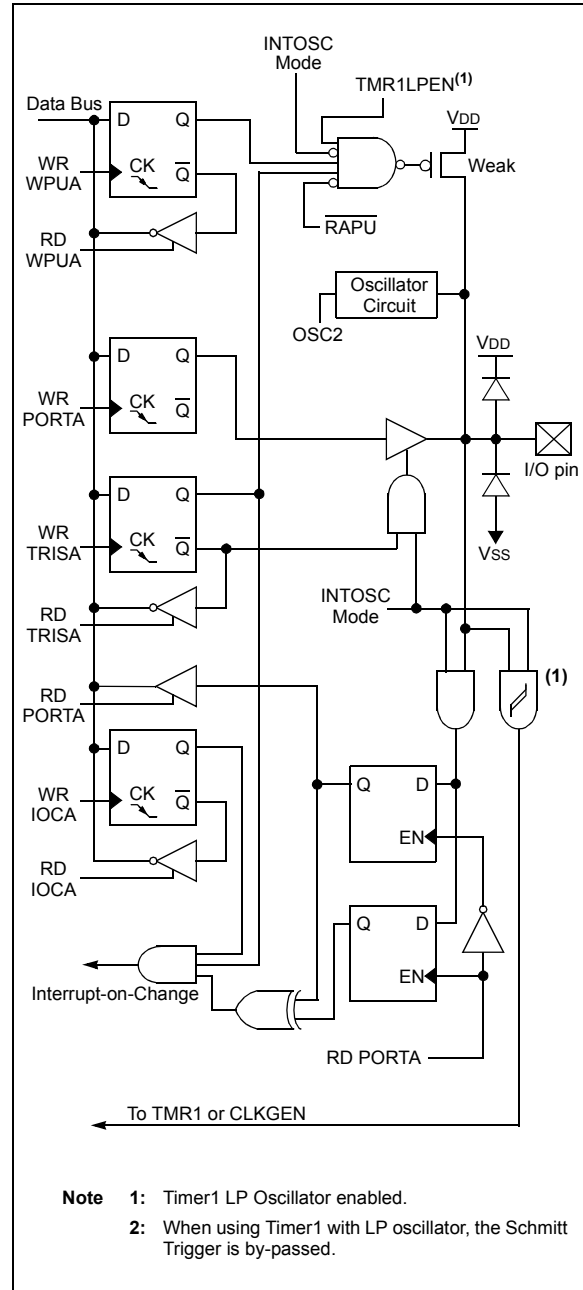 INTOSC
Mode
TMR1LPEN(1)
Data Bus
D Q
VDD
WR
WPUA
CK Q
Weak
RD
WPUA
RAPU
Oscillator
Circuit
OSC2
VDD
D Q
WR
PORTA
CK Q
I/O pin
D Q
WR
TRISA
CK Q
VSS
RD
TRISA
INTOSC
Mode
(1)
RD
PORTA
D Q
Q D
WR
IOCA
CK Q
EN
RD
IOCA
Q D
EN
Interrupt-on-Change
RD PORTA
To TMR1 or CLKGEN
Note 1: Timer1 LP Oscillator enabled.
2: When using Timer1 with LP oscillator, the Schmitt
Trigger is by-passed.